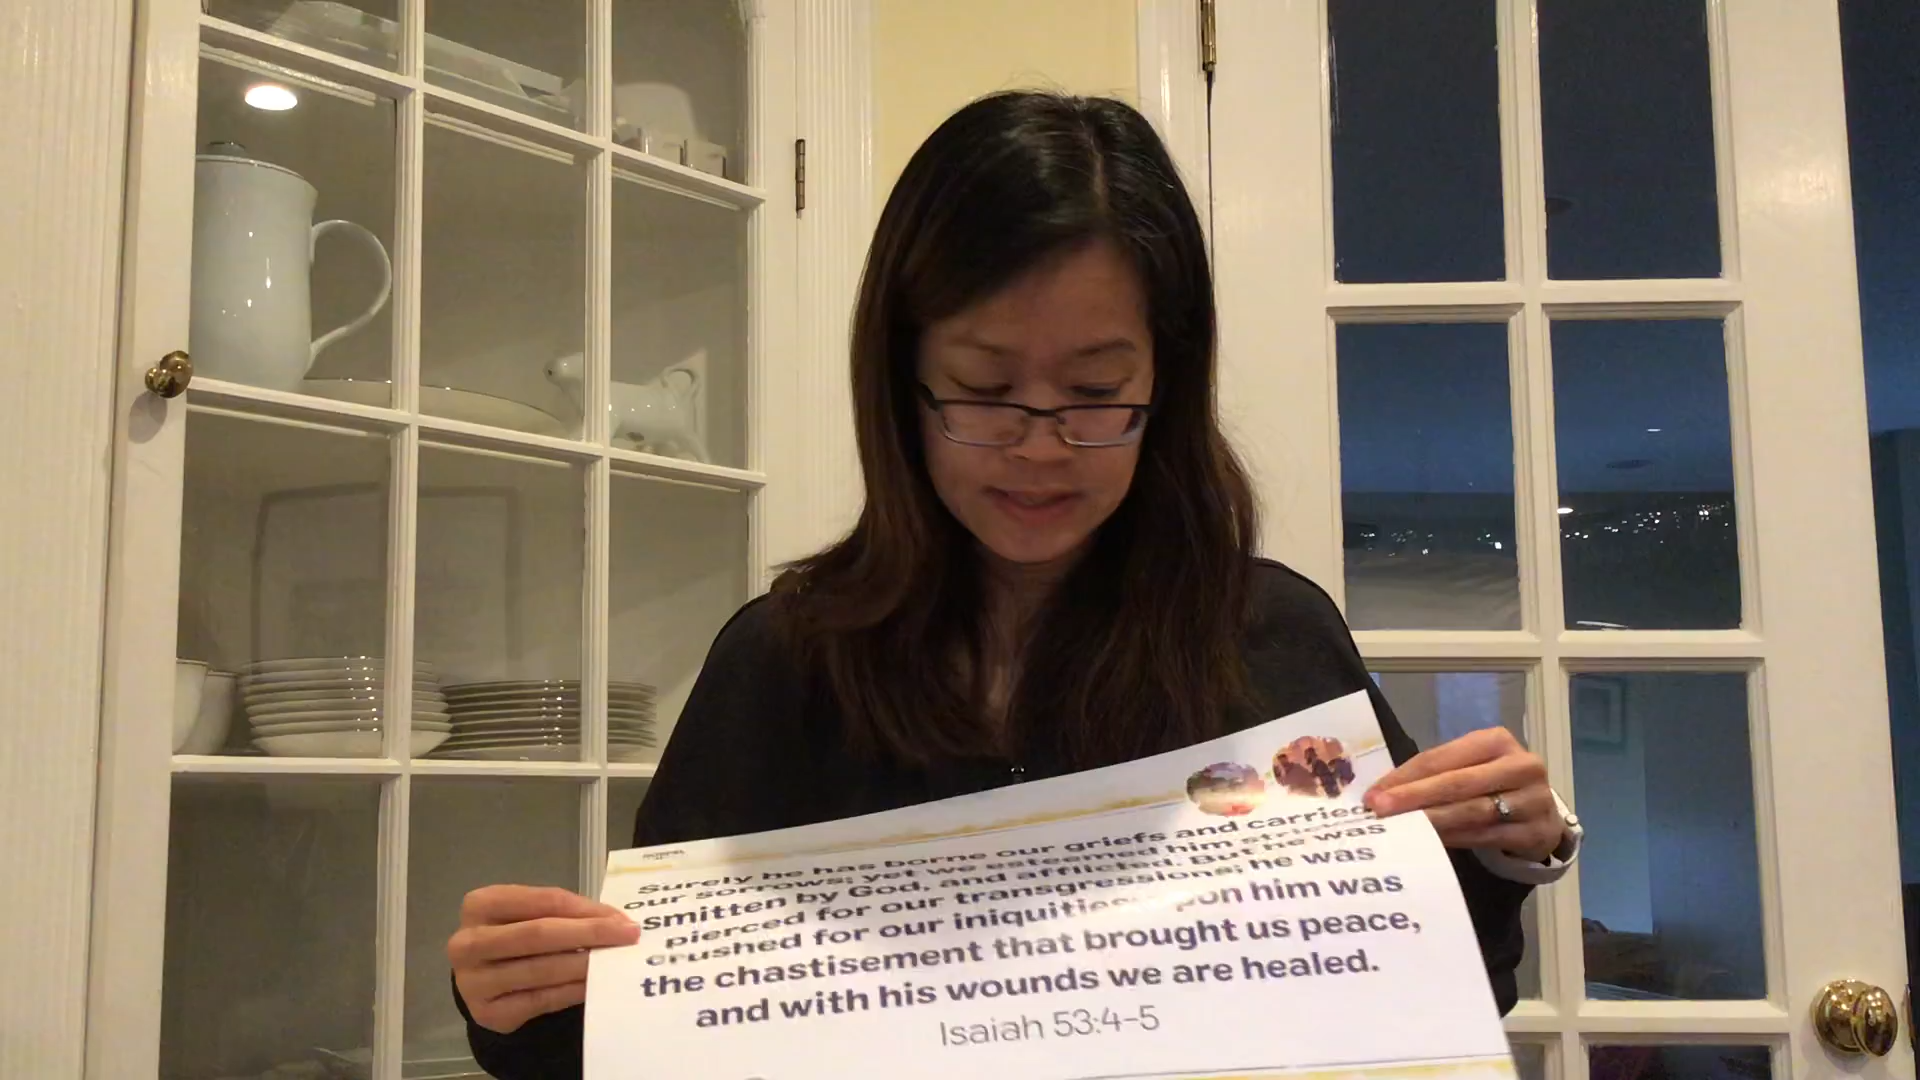 Surely he has borne our griefs and carried
our sorrows; yet we esteemed him stricken,
smitten by God, and afflicted. But he was
pierced for our transgressions; he was
crushed for our iniquities; upon him was
the chastisement that brought us peace,
and with his wounds we are healed.
Isaiah 53:4–5